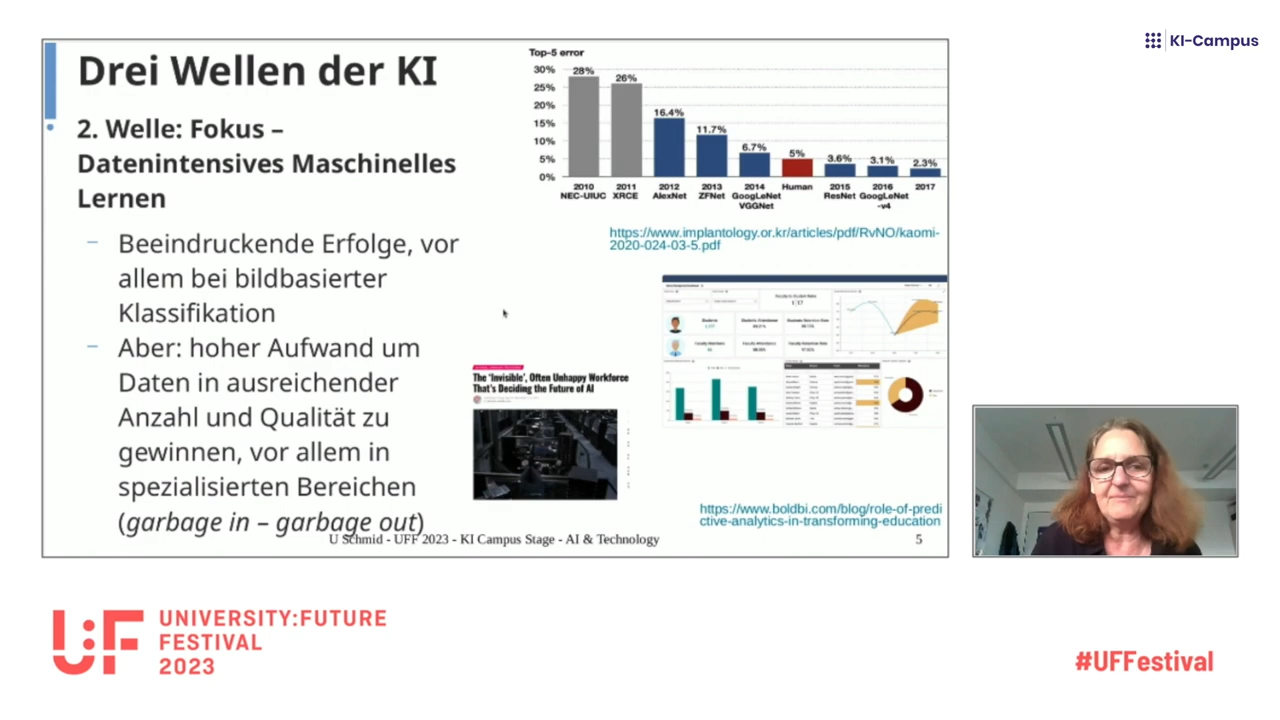 KI-Campus
Drei Wellen der KI
2. Welle: Fokus –
Datenintensives Maschinelles
Lernen
– Beeindruckende Erfolge, vor
allem bei bildbasierter
Klassifikation
– Aber: hoher Aufwand um
Daten in ausreichender
Anzahl und Qualität zu
gewinnen, vor allem in
spezialisierten Bereichen
(garbage in – garbage out)
Top-5 error
30%
25%
20%
15%
10%
5%
0%
28% 26% 16.4% 11.7% 6.7% 5% 3.6% 3.1% 2.3%
2010 2011 2012 2013 2014 Human 2015 2016 2017
NEC-UIUC XRCE AlexNet ZFNet GoogLeNet ResNet GoogLeNet
VGGNet -v4
https://www.implantology.or.kr/articles/pdf/RvNO/kaomi-
2020-024-03-5.pdf
The 'Invisible', Often Unhappy Workforce
That's Deciding the Future of AI
https://www.boldbi.com/blog/role-of-predi
ctive-analytics-in-transforming-education
U Schmid - UFF 2023 - KI Campus Stage - AI & Technology
5
U:F
UNIVERSITY:FUTURE
FESTIVAL
2023
#UFFestival